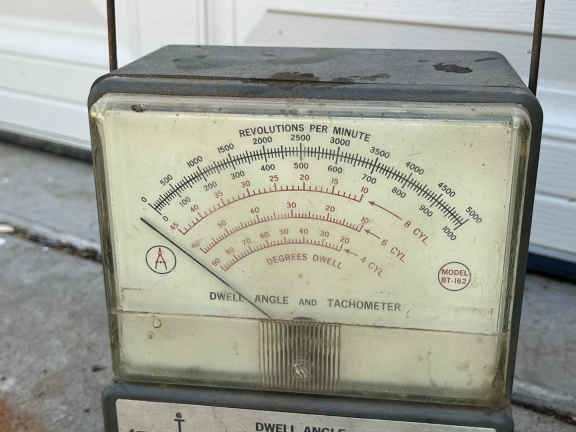 REVOLUTIONS PER MINUTE
0 500 1000 1500 2000 2500 3000 3500 4000 4500 5000
0 100 200 300 400 500 600 700 800 900 1000
45 40 35 30 25 20 15 10 8 CYL.
60 50 40 30 20 10 6 CYL
90 80 70 60 50 40 30 20 4 CYL
DEGREES DWELL
A
MODEL
BT-162
DWELL ANGLE AND TACHOMETER
DWELL ANGLE